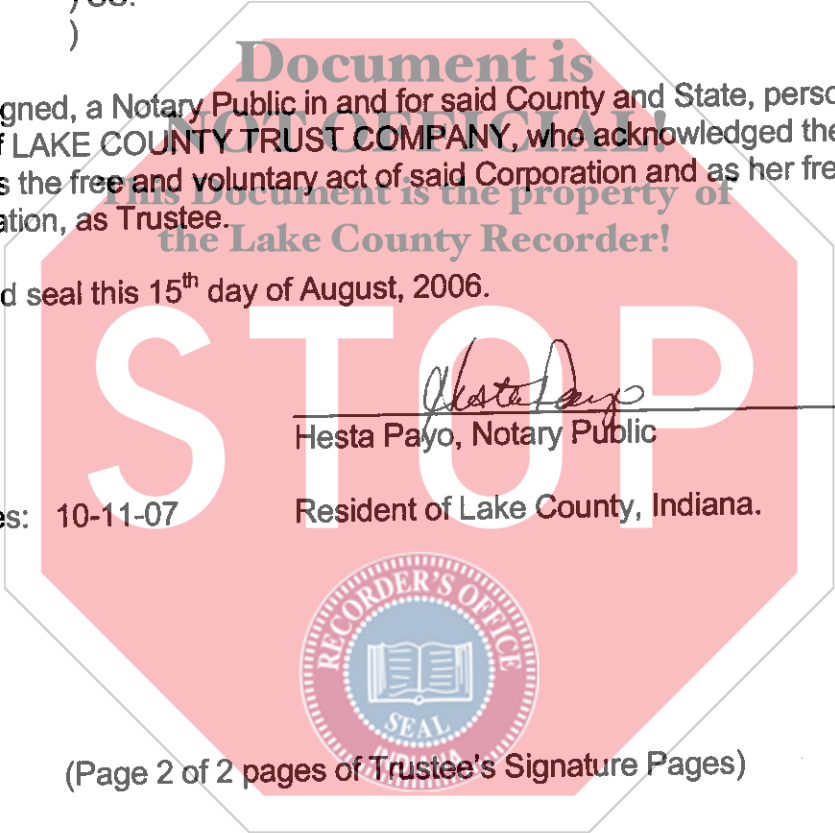 ) SS:
)
Document is
gned, a Notary Public in and for said County and State, perso
NOT OFFICIAL!
f LAKE COUNTY TRUST COMPANY, who acknowledged the
s the free and voluntary act of said Corporation and as her fre
This Document is the property of
ation, as Trustee.
the Lake County Recorder!
d seal this 15th day of August, 2006.
STOP
Hesta Payo
Hesta Payo, Notary Public
es: 10-11-07
Resident of Lake County, Indiana.
RECORDER'S OFFICE
SEAL
INDIANA
(Page 2 of 2 pages of Trustee's Signature Pages)